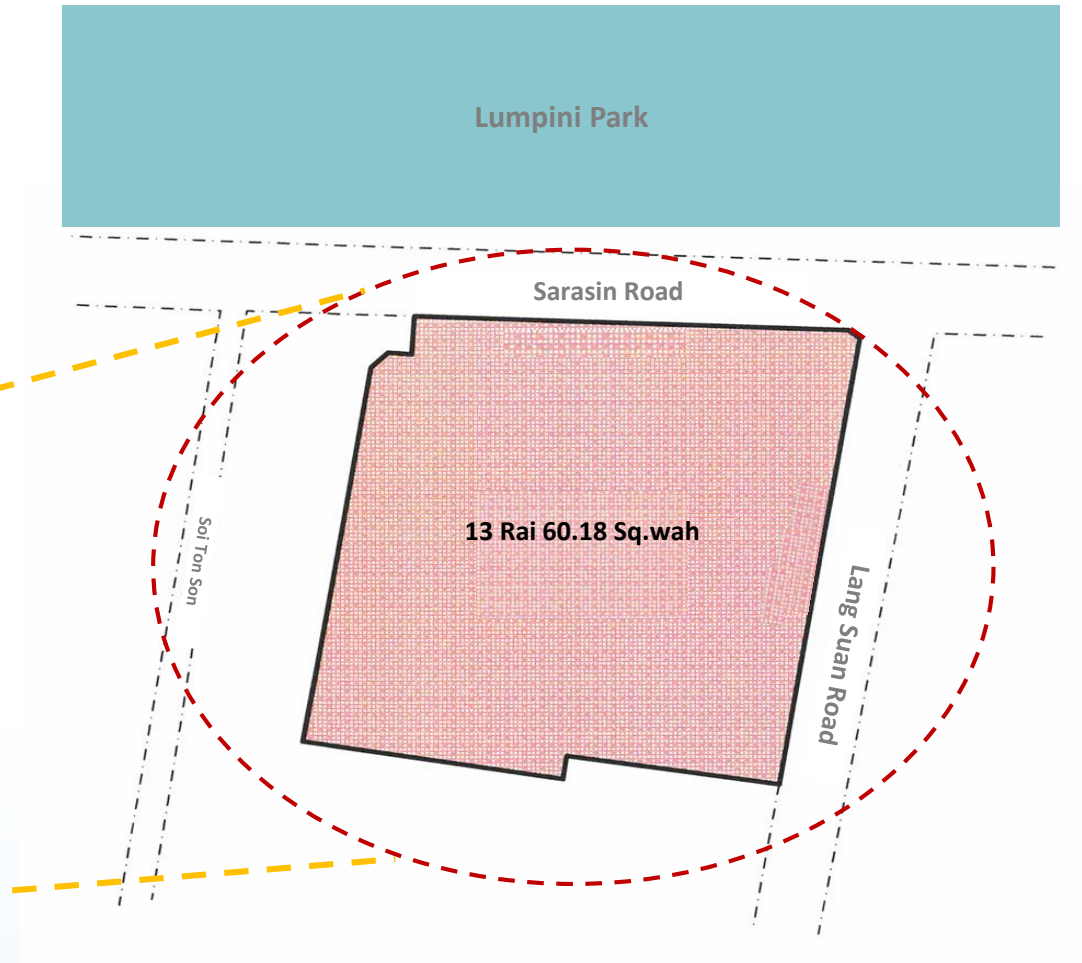 Lumpini Park
Sarasin Road
13 Rai 60.18 Sq.wah
Soi Ton Son
Lang Suan Road